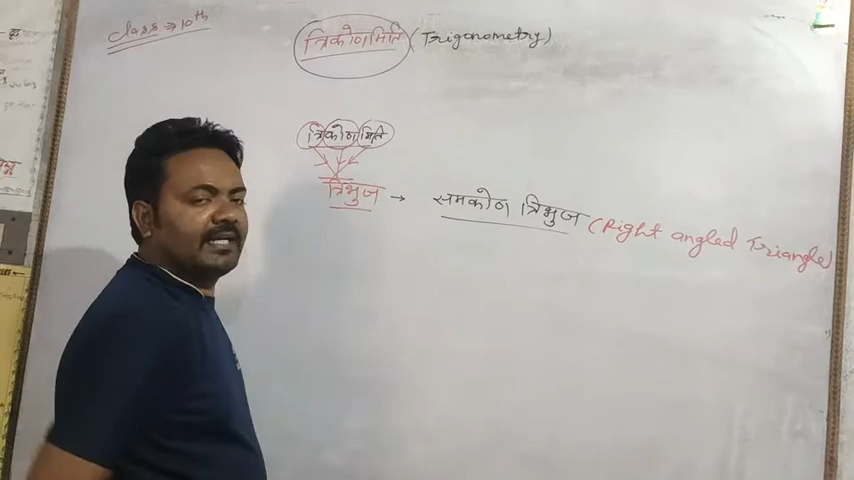 class → 10th
त्रिकोणमिति (Trigonometry)
त्रिकोणमिति
त्रिभुज → समकोण त्रिभुज (Right angled Triangle)